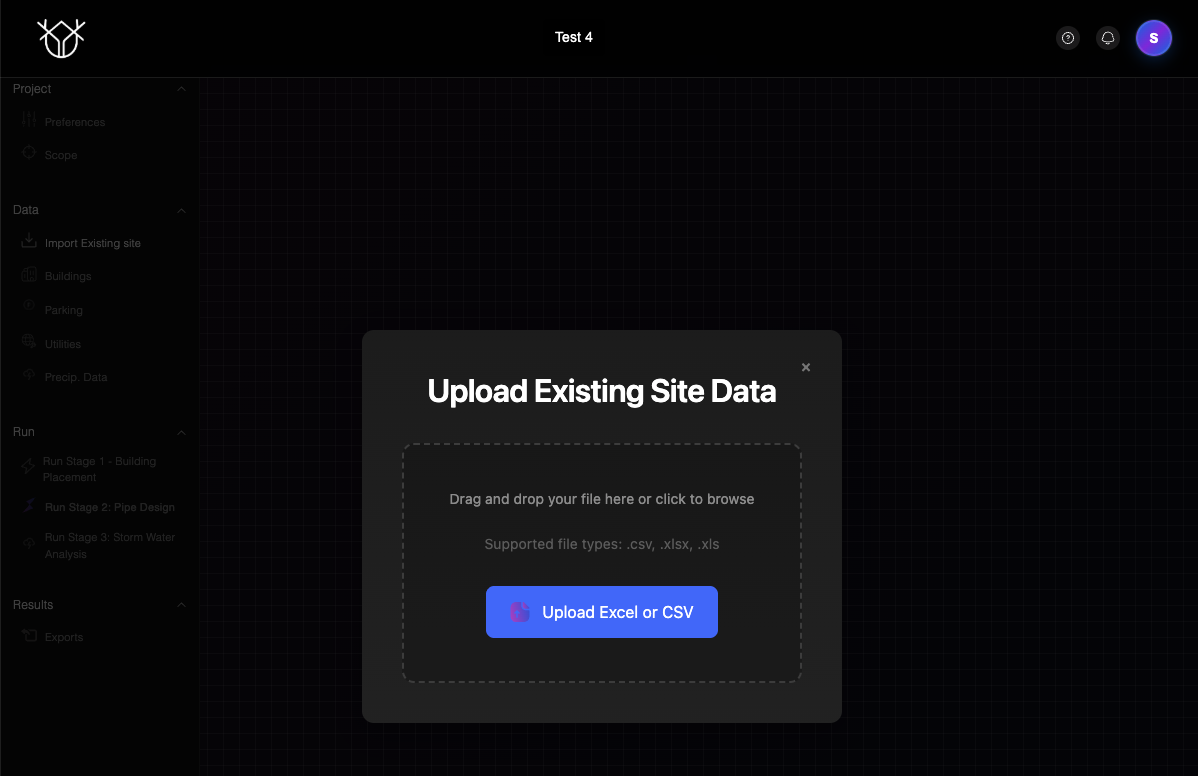 Test 4
S
Project
Preferences
Scope
Data
Import Existing site
Buildings
Parking
Utilities
Precip. Data
Run
Run Stage 1 - Building
Placement
Run Stage 2: Pipe Design
Run Stage 3: Storm Water
Analysis
Results
Exports
×
Upload Existing Site Data
Drag and drop your file here or click to browse
Supported file types: .csv, .xlsx, .xls
Upload Excel or CSV